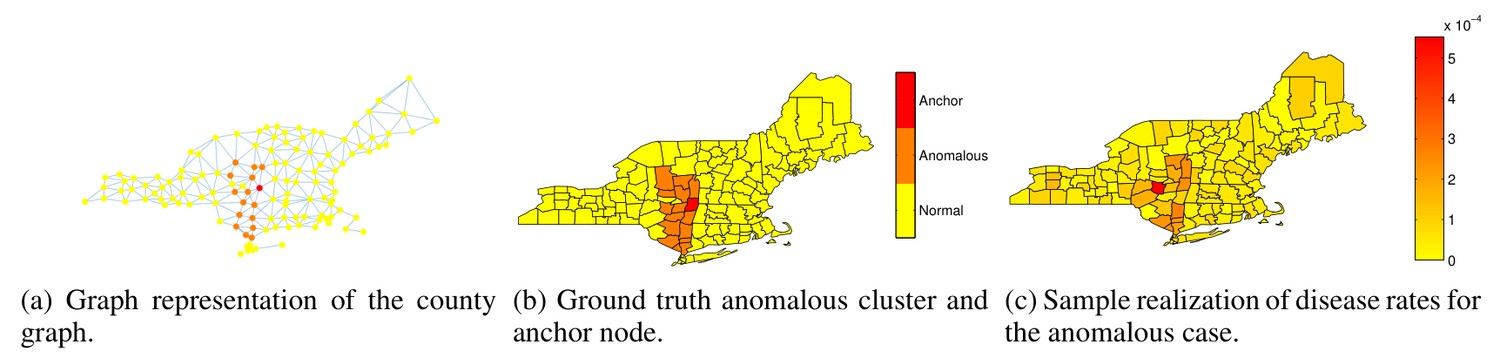 Anchor
Anomalous
Normal
x 10⁻⁴
5
4
3
2
1
0
(a) Graph representation of the county
graph.
(b) Ground truth anomalous cluster and
anchor node.
(c) Sample realization of disease rates for
the anomalous case.